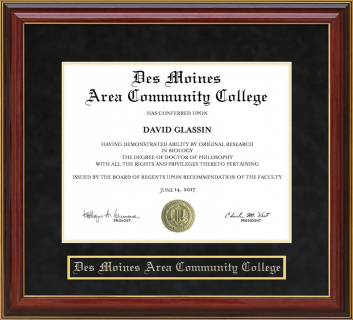 Des Moines
Area Community College
HAS CONFERRED UPON
DAVID GLASSIN
HAVING DEMONSTRATED ABILITY BY ORIGINAL RESEARCH
IN BIOLOGY
THE DEGREE OF DOCTOR OF PHILOSOPHY
WITH ALL THE RIGHTS AND PRIVILEGES THERETO PERTAINING
ISSUED BY THE BOARD OF REGENTS UPON RECOMMENDATION OF THE FACULTY
JUNE 14, 2017
PROVOST
PRESIDENT
Des Moines Area Community College